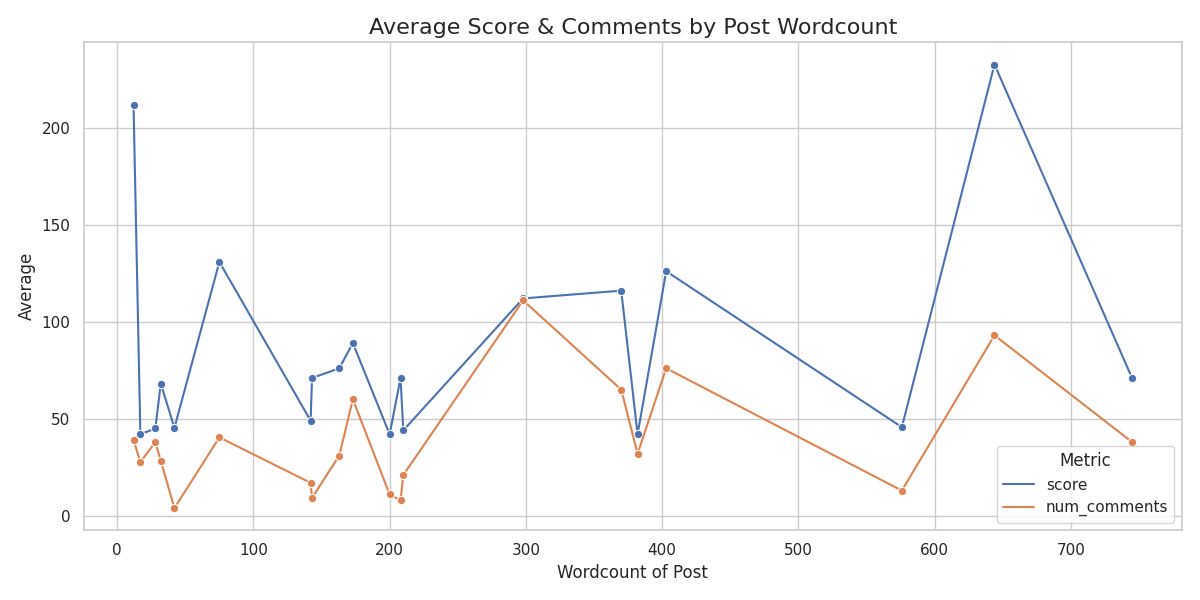 Average Score & Comments by Post Wordcount
Average
200
150
100
50
0
0 100 200 300 400 500 600 700
Wordcount of Post
Metric
score
num_comments